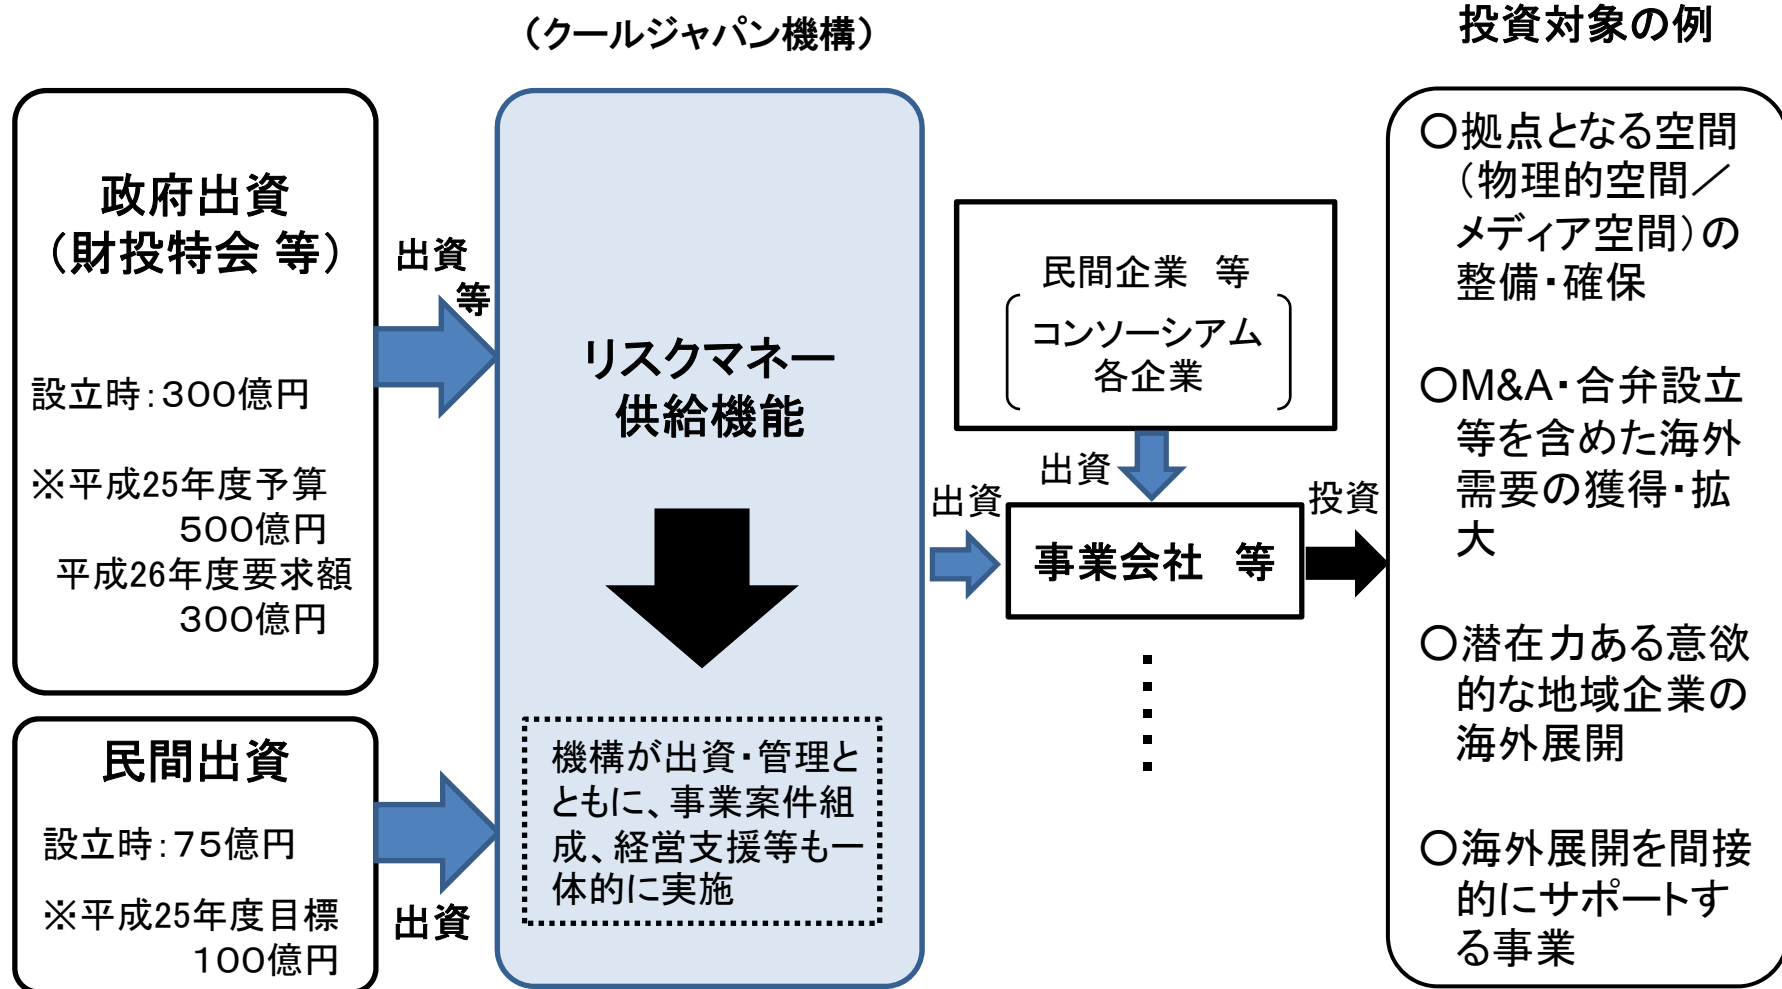 （クールジャパン機構）
投資対象の例
政府出資
（財投特会 等）
設立時：３００億円
※平成25年度予算
５００億円
平成26年度要求額
３００億円
出資
等
民間出資
設立時：７５億円
※平成25年度目標
１００億円
出資
リスクマネー
供給機能
機構が出資・管理と
ともに、事業案件組
成、経営支援等も一
体的に実施
民間企業　等
コンソーシアム
各企業
出資
出資
事業会社　等
投資
○拠点となる空間
（物理的空間／
メディア空間）の
整備・確保
○M&A・合弁設立
等を含めた海外
需要の獲得・拡
大
○潜在力ある意欲
的な地域企業の
海外展開
○海外展開を間接
的にサポートす
る事業